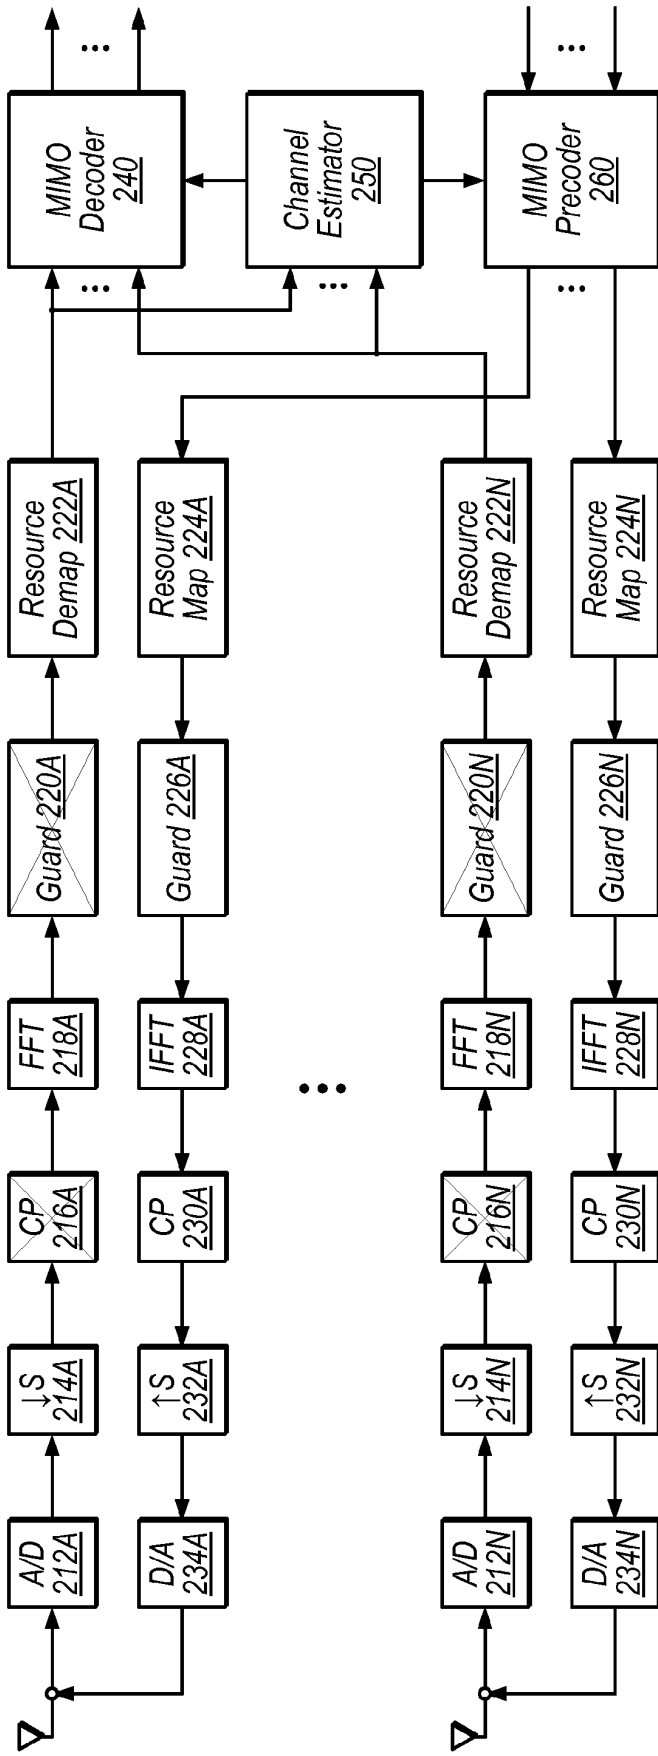 A/D
212A
↓S
214A
CP
216A
FFT
218A
Guard 220A
Resource
Demap 222A
D/A
234A
↑S
232A
CP
230A
IFFT
228A
Guard 226A
Resource
Map 224A
MIMO
Decoder
240
...
...
Channel
Estimator
250
...
MIMO
Precoder
260
...
...
...
A/D
212N
↓S
214N
CP
216N
FFT
218N
Guard 220N
Resource
Demap 222N
D/A
234N
↑S
232N
CP
230N
IFFT
228N
Guard 226N
Resource
Map 224N